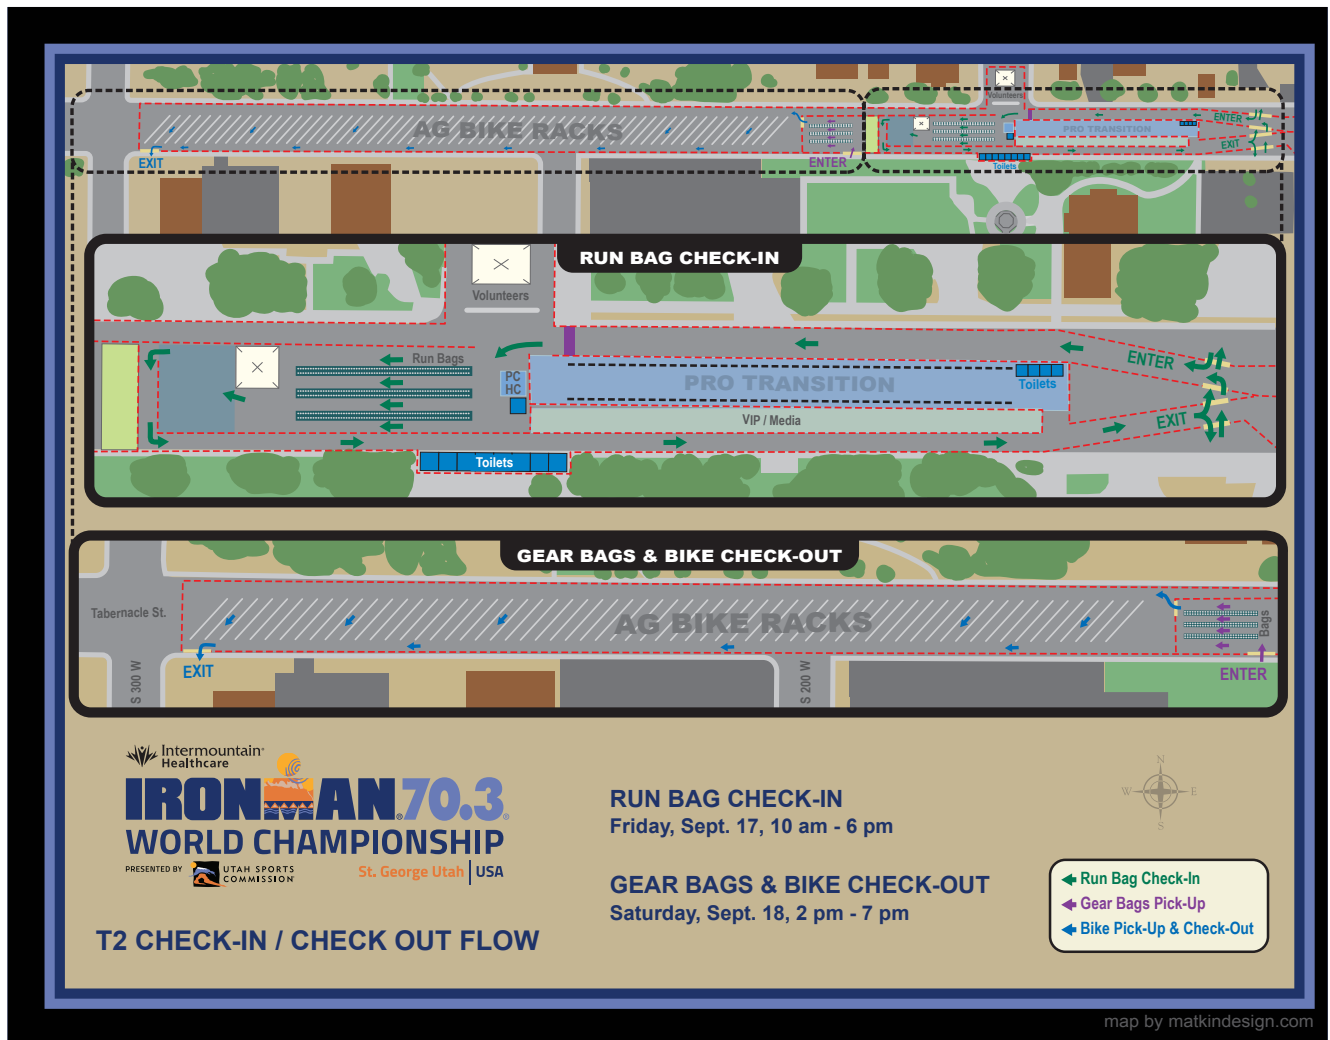 Volunteers
AG BIKE RACKS
PRO TRANSITION
ENTER
EXIT
EXIT
ENTER
Toilets
RUN BAG CHECK-IN
Volunteers
Run Bags
ENTER
PC
HC
PRO TRANSITION
Toilets
VIP / Media
EXIT
Toilets
GEAR BAGS & BIKE CHECK-OUT
Tabernacle St.
AG BIKE RACKS
Bags
EXIT
ENTER
S 300 W
S 200 W
Intermountain
Healthcare
IRONMAN® 70.3®
WORLD CHAMPIONSHIP
PRESENTED BY UTAH SPORTS COMMISSION
St. George Utah | USA
T2 CHECK-IN / CHECK OUT FLOW
RUN BAG CHECK-IN
Friday, Sept. 17, 10 am - 6 pm
GEAR BAGS & BIKE CHECK-OUT
Saturday, Sept. 18, 2 pm - 7 pm
N
W E
S
Run Bag Check-In
Gear Bags Pick-Up
Bike Pick-Up & Check-Out
map by matkindesign.com